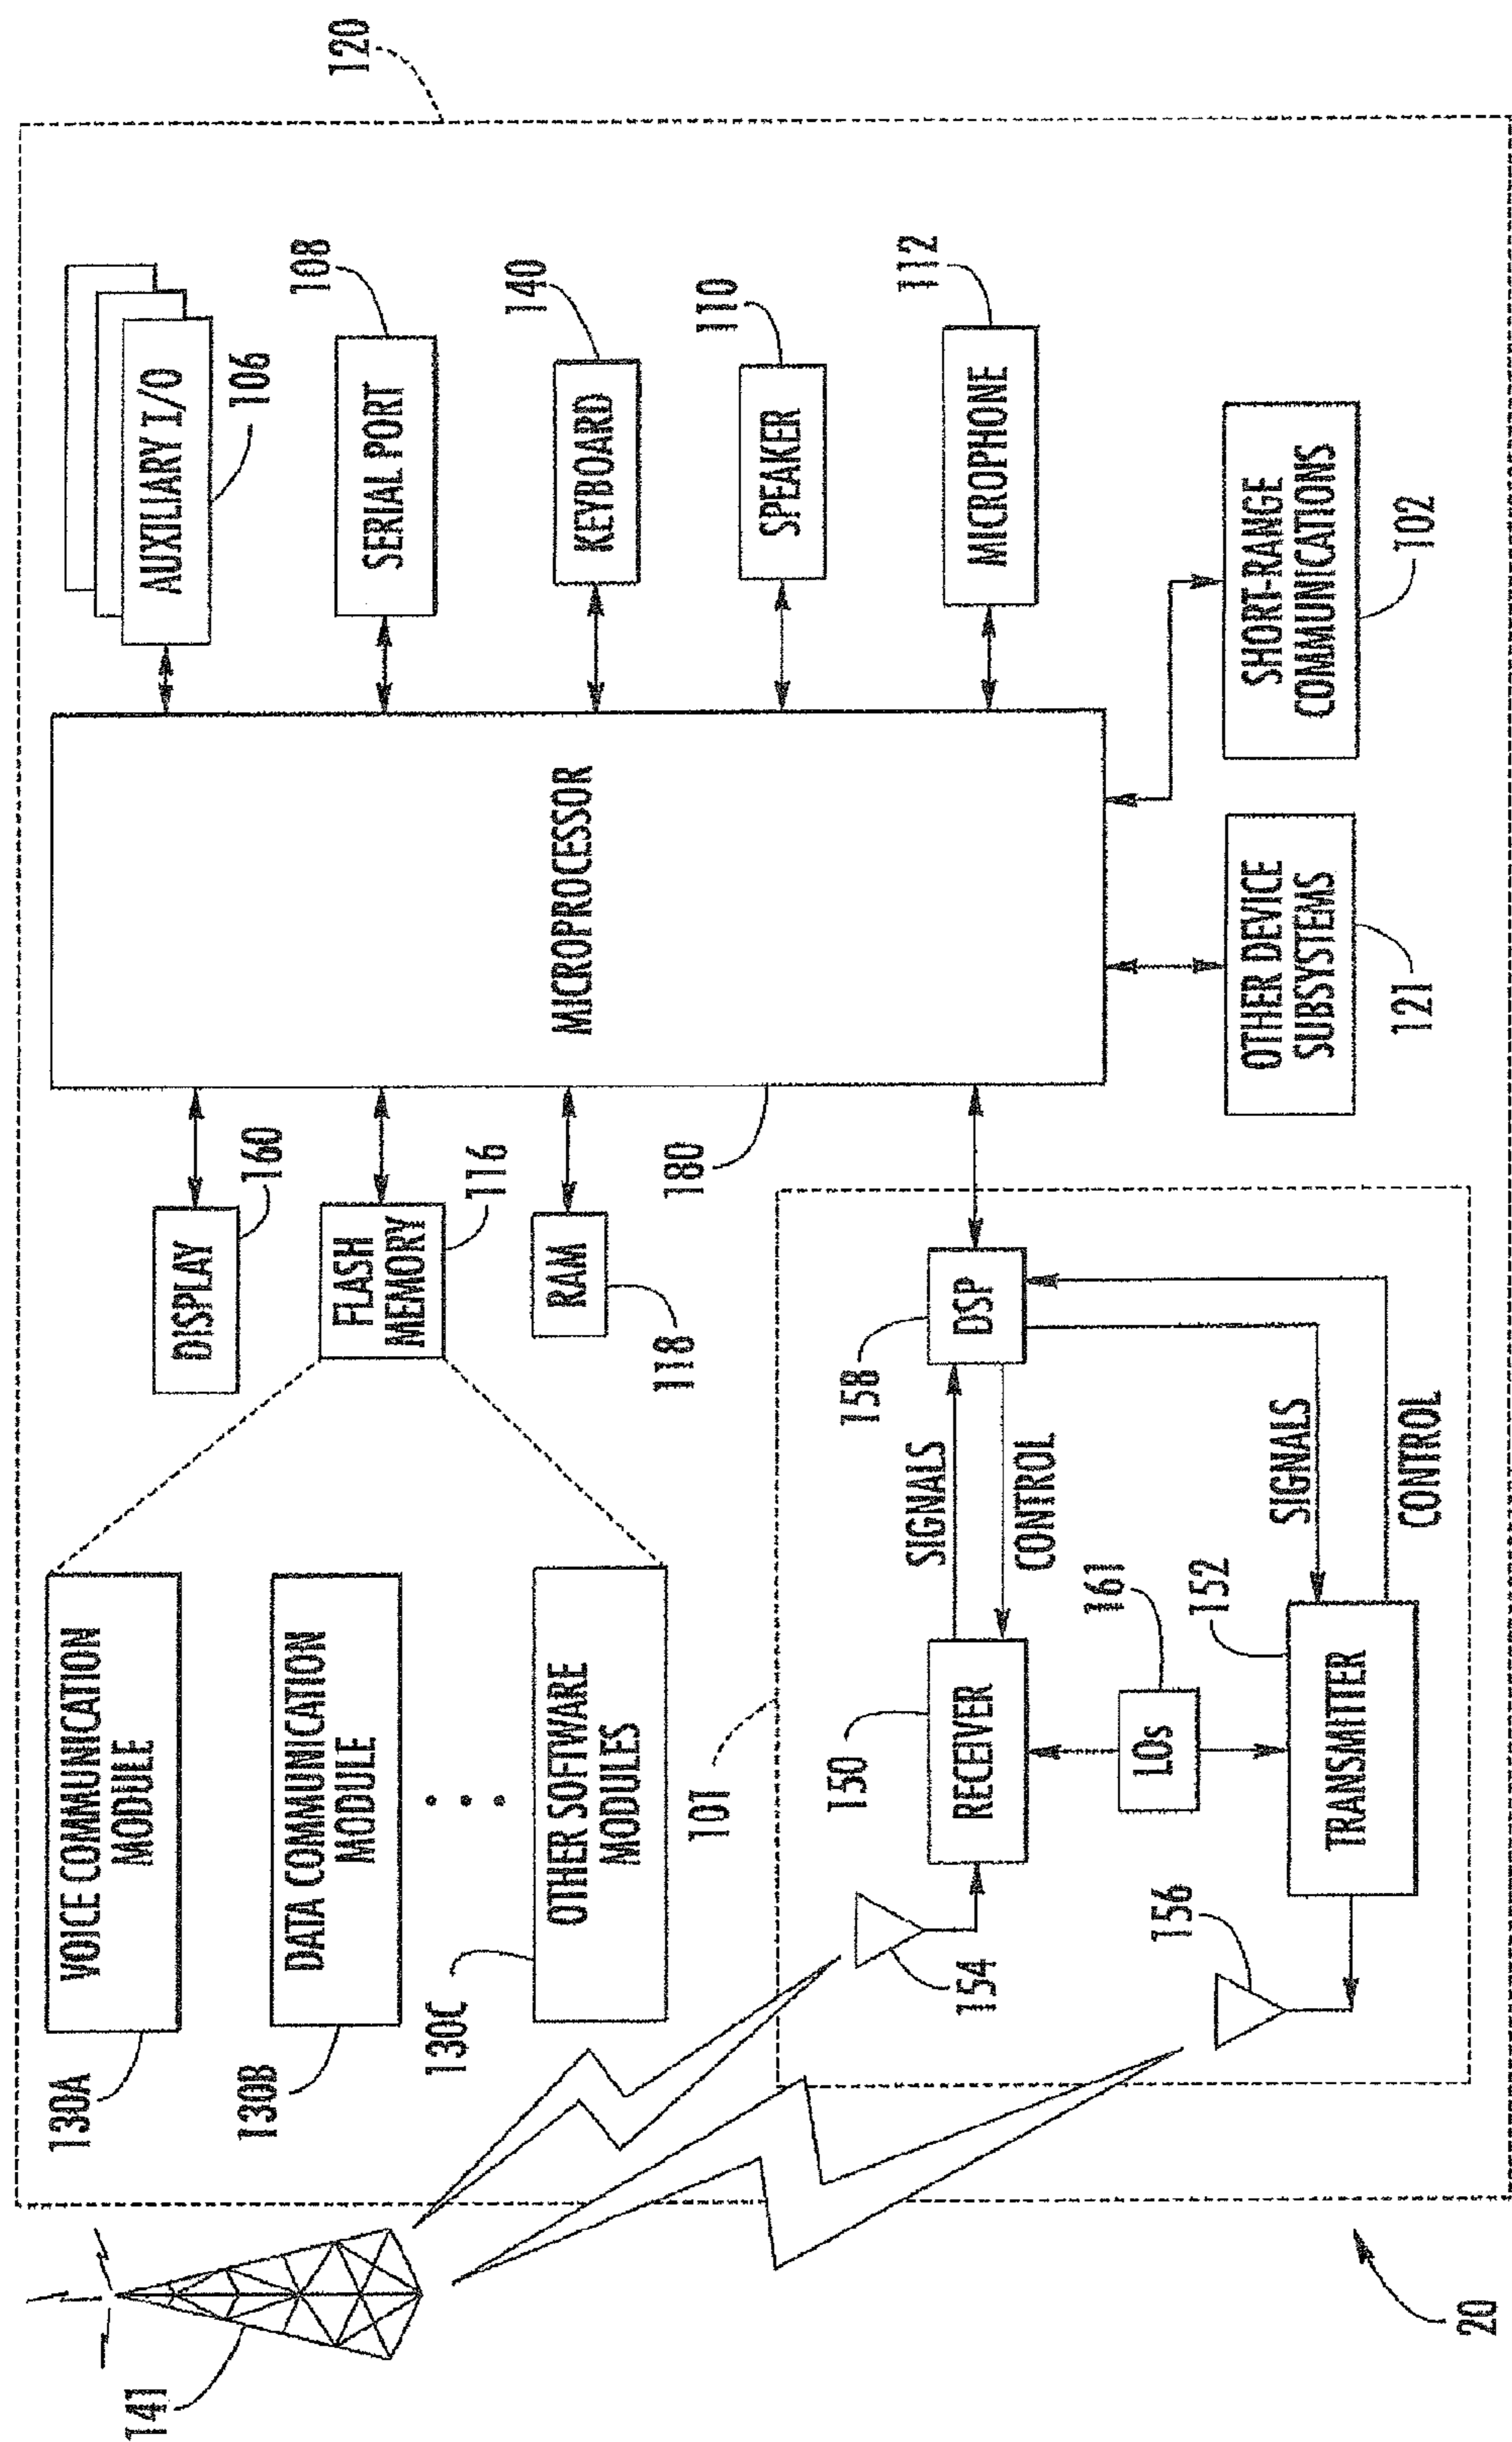 120
AUXILIARY I/O
106
SERIAL PORT
108
KEYBOARD
140
SPEAKER
110
MICROPHONE
112
SHORT-RANGE
COMMUNICATIONS
102
OTHER DEVICE
SUBSYSTEMS
121
MICROPROCESSOR
180
DISPLAY
160
FLASH
MEMORY
116
RAM
118
VOICE COMMUNICATION
MODULE
130A
DATA COMMUNICATION
MODULE
130B
OTHER SOFTWARE
MODULES
130C
101
DSP
158
SIGNALS
CONTROL
RECEIVER
150
LOs
161
SIGNALS
CONTROL
TRANSMITTER
152
154
156
141
20